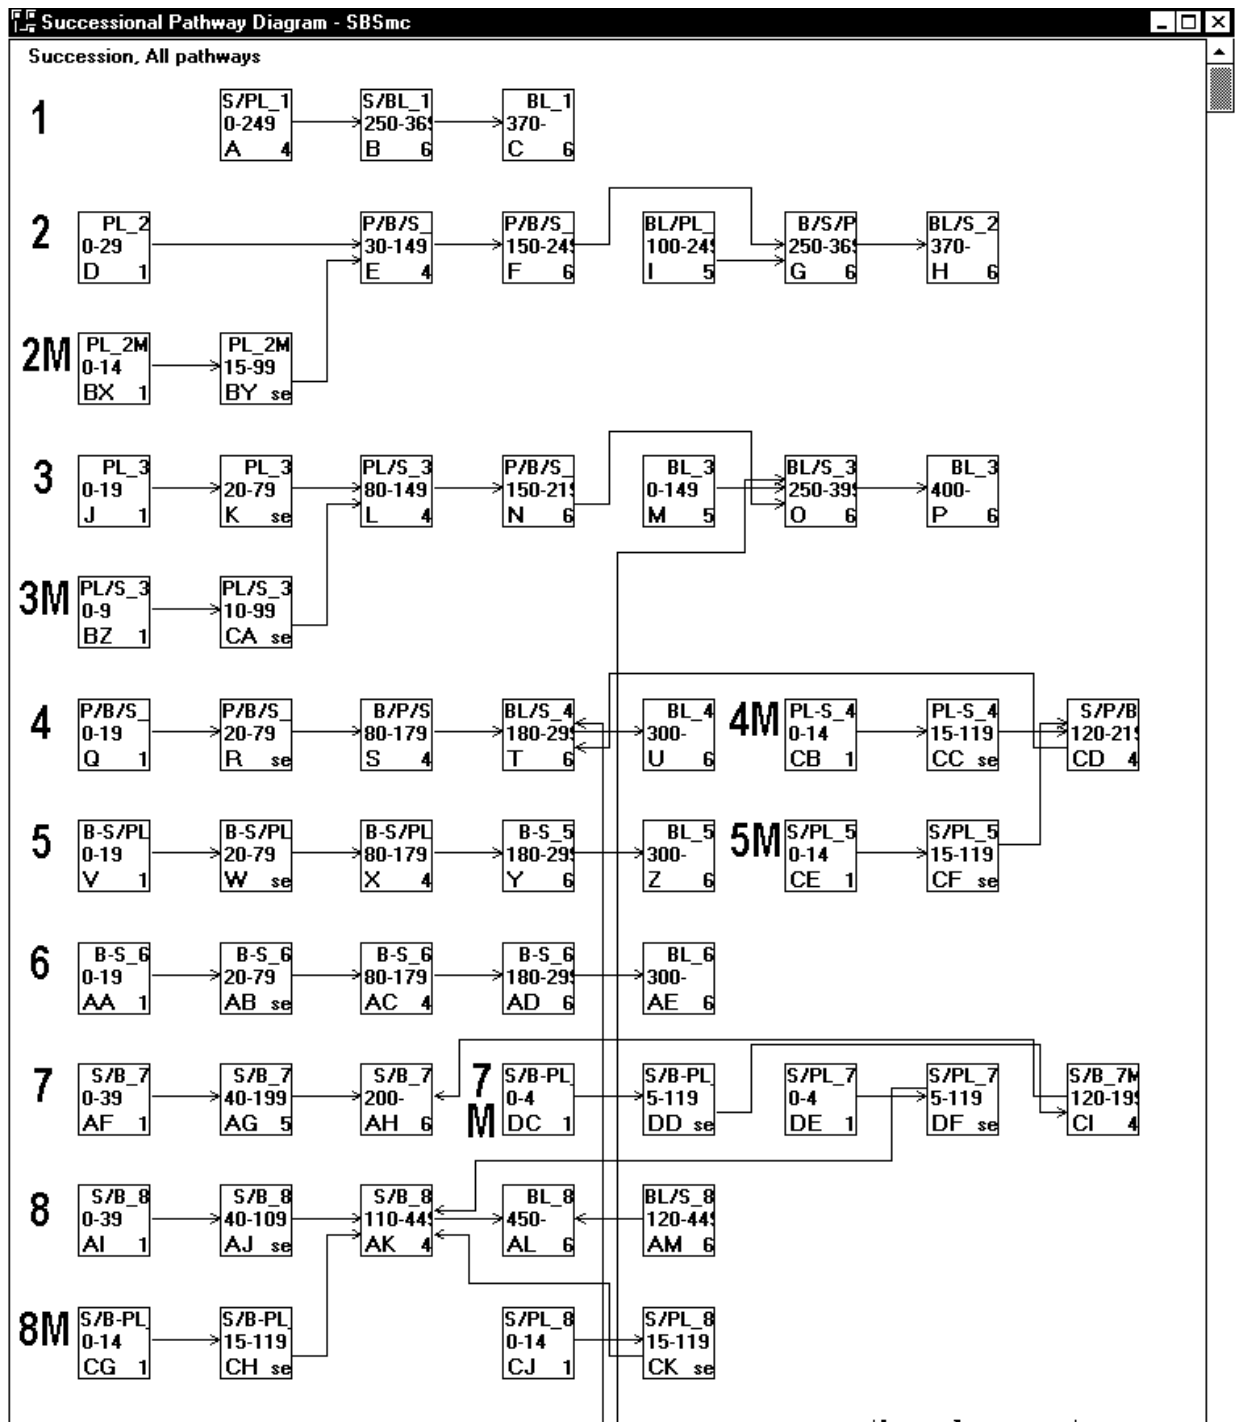 Successional Pathway Diagram - SBSmc
Succession, All pathways
1
S/PL_1
0-249
A 4
S/BL_1
250-369
B 6
BL_1
370-
C 6
2
PL_2
0-29
D 1
P/B/S_
30-149
E 4
P/B/S_
150-249
F 6
BL/PL_
100-249
I 5
B/S/P
250-369
G 6
BL/S_2
370-
H 6
2M
PL_2M
0-14
BX 1
PL_2M
15-99
BY se
3
PL_3
0-19
J 1
PL_3
20-79
K se
PL/S_3
80-149
L 4
P/B/S_
150-219
N 6
BL_3
0-149
M 5
BL/S_3
250-399
O 6
BL_3
400-
P 6
3M
PL/S_3
0-9
BZ 1
PL/S_3
10-99
CA se
4
P/B/S_
0-19
Q 1
P/B/S_
20-79
R se
B/P/S
80-179
S 4
BL/S_4
180-299
T 6
BL_4
300-
U 6
4M
PL-S_4
0-14
CB 1
PL-S_4
15-119
CC se
S/P/B
120-219
CD 4
5
B-S/PL
0-19
V 1
B-S/PL
20-79
W se
B-S/PL
80-179
X 4
B-S_5
180-299
Y 6
BL_5
300-
Z 6
5M
S/PL_5
0-14
CE 1
S/PL_5
15-119
CF se
6
B-S_6
0-19
AA 1
B-S_6
20-79
AB se
B-S_6
80-179
AC 4
B-S_6
180-299
AD 6
BL_6
300-
AE 6
7
S/B_7
0-39
AF 1
S/B_7
40-199
AG 5
S/B_7
200-
AH 6
7
M
S/B-PL_
0-4
DC 1
S/B-PL_
5-119
DD se
S/PL_7
0-4
DE 1
S/PL_7
5-119
DF se
S/B_7M
120-199
CI 4
8
S/B_8
0-39
AI 1
S/B_8
40-109
AJ se
S/B_8
110-449
AK 4
BL_8
450-
AL 6
BL/S_8
120-449
AM 6
8M
S/B-PL_
0-14
CG 1
S/B-PL_
15-119
CH se
S/PL_8
0-14
CJ 1
S/PL_8
15-119
CK se